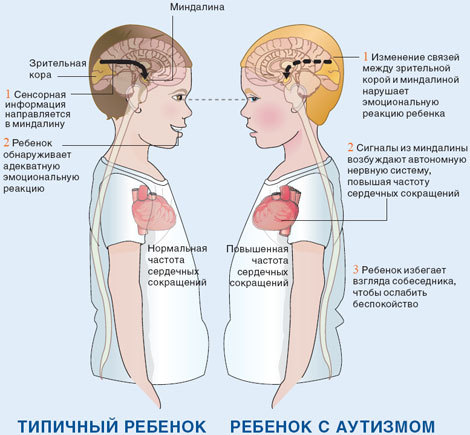 Миндалина
Зрительная
кора
1 Сенсорная
информация
направляется
в миндалину
2 Ребенок
обнаруживает
адекватную
эмоциональную
реакцию
Нормальная
частота
сердечных
сокращений
ТИПИЧНЫЙ РЕБЕНОК
1 Изменение связей
между зрительной
корой и миндалиной
нарушает
эмоциональную
реакцию ребенка
2 Сигналы из миндалины
возбуждают автономную
нервную систему,
повышая частоту
сердечных сокращений
Повышенная
частота
сердечных
сокращений
3 Ребенок избегает
взгляда собеседника,
чтобы ослабить
беспокойство
РЕБЕНОК С АУТИЗМОМ